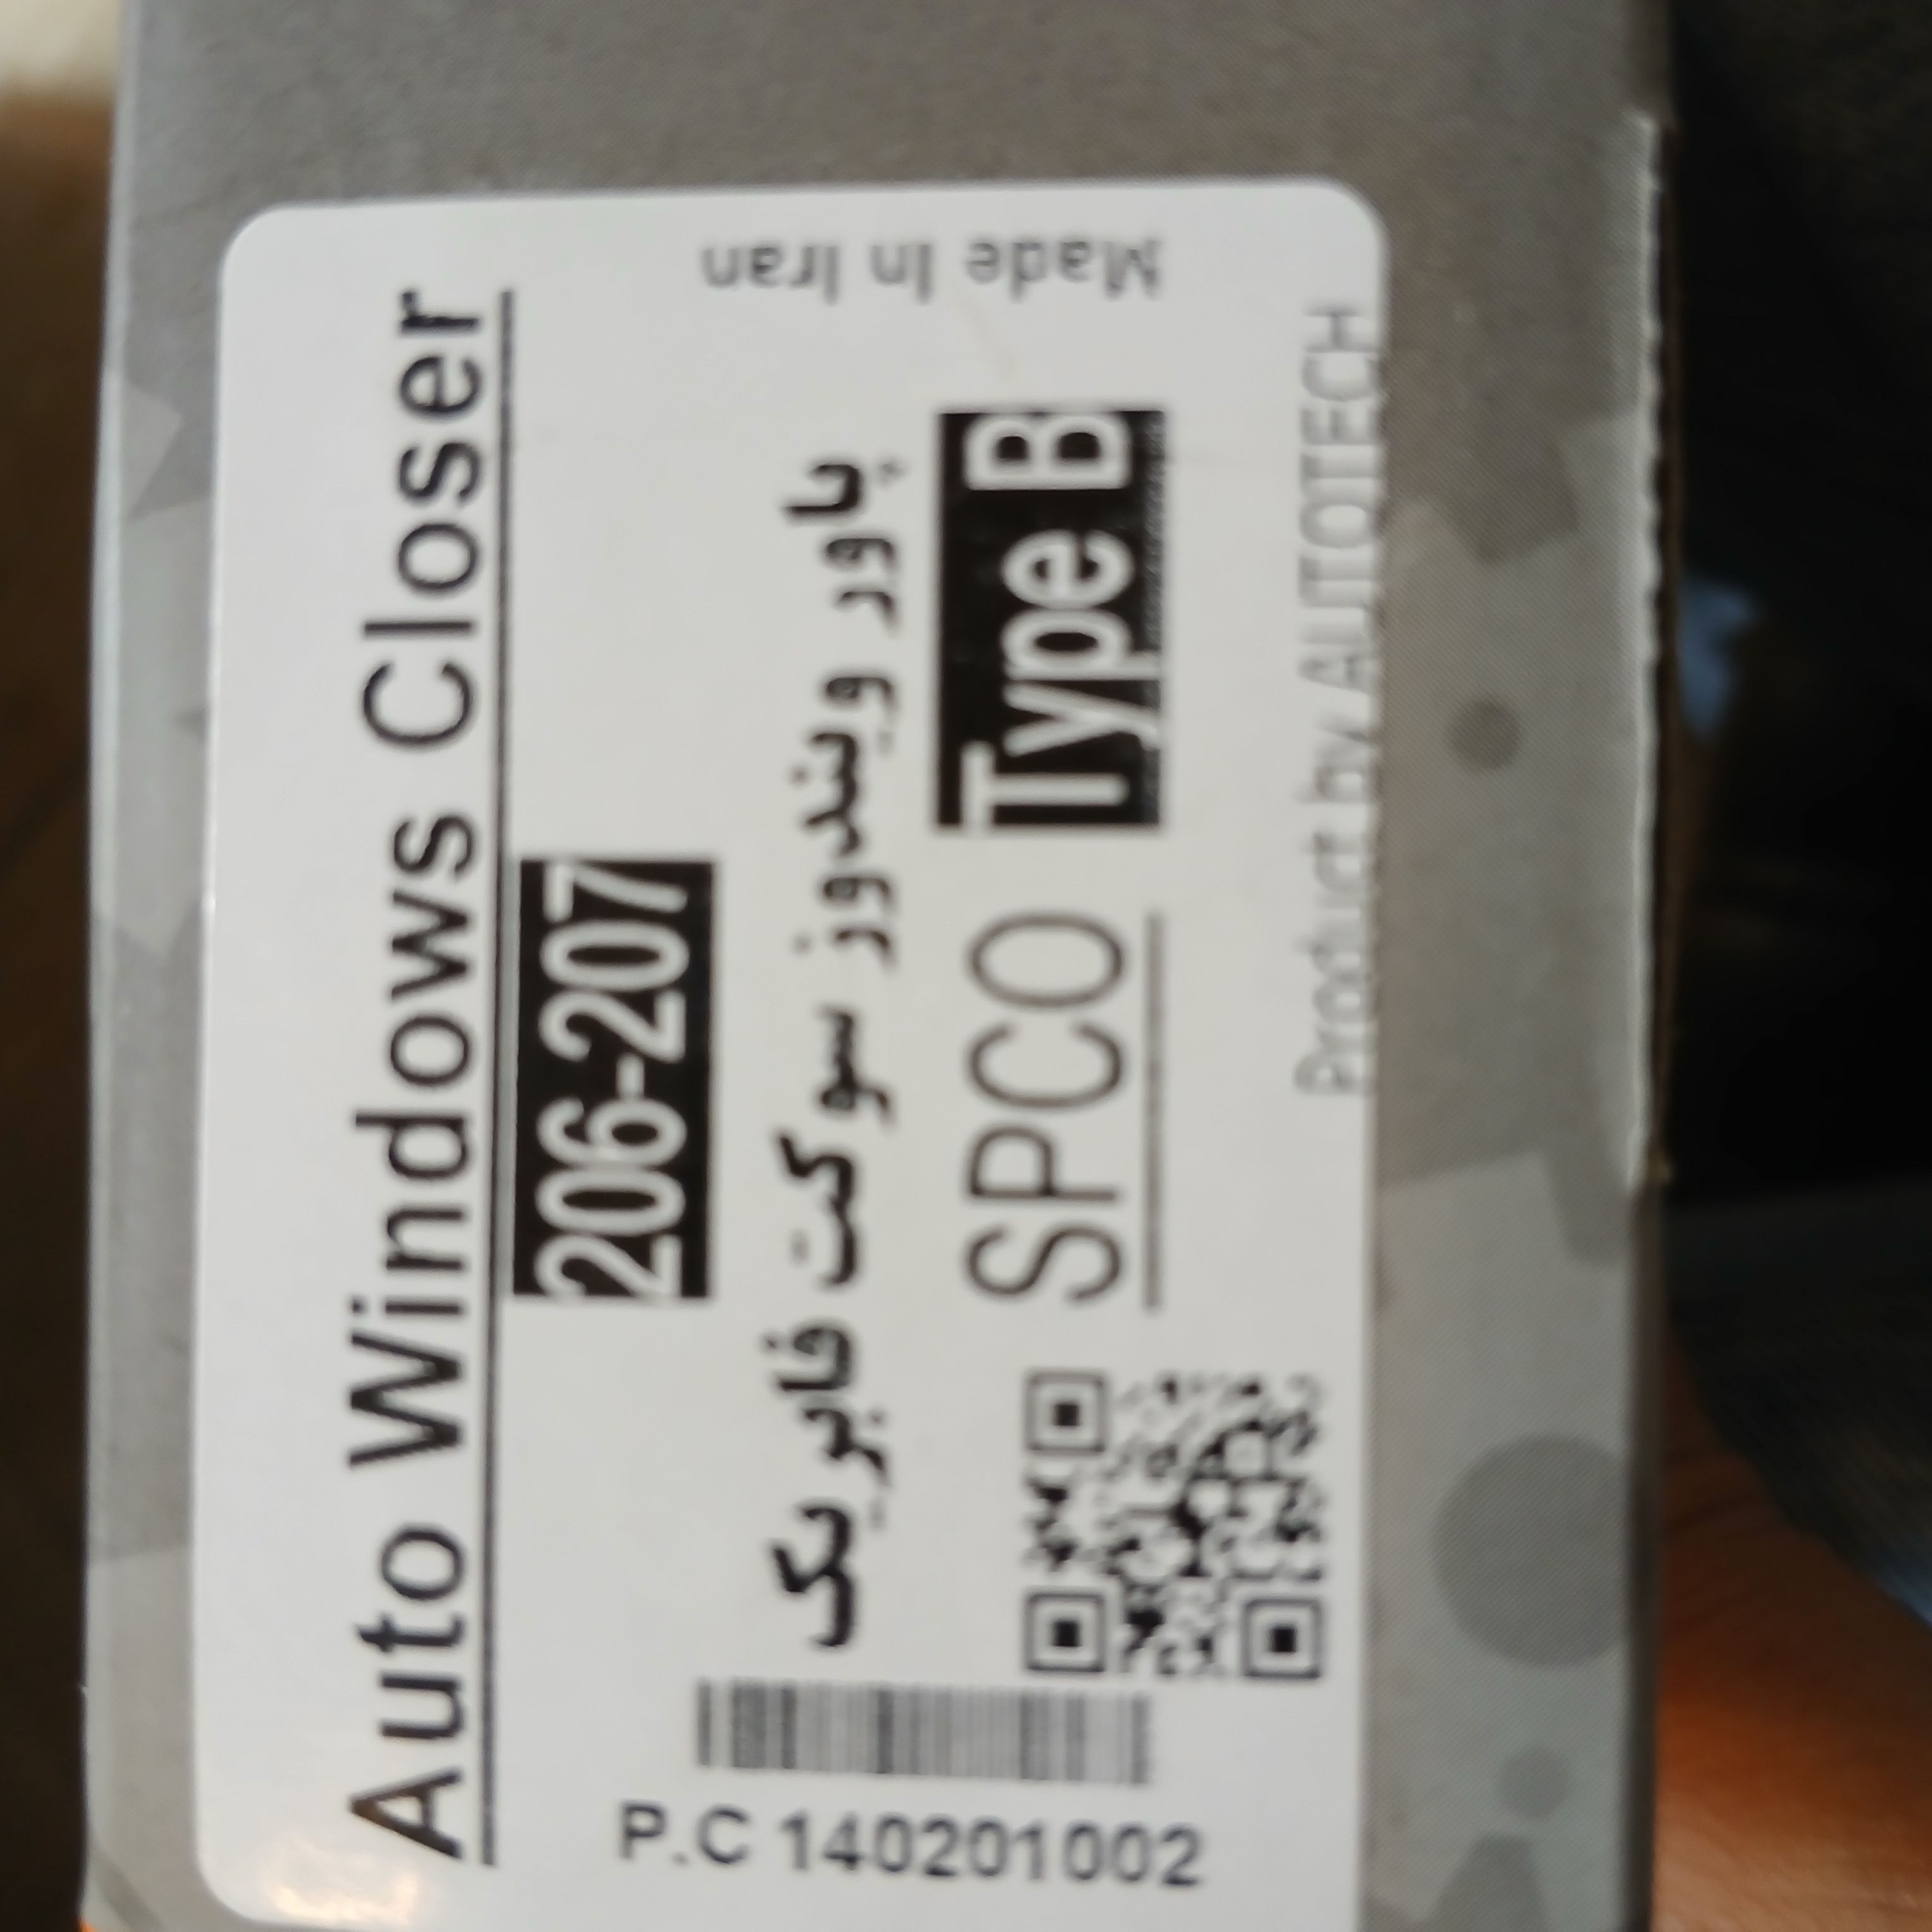 Auto Windows Closer
206-207
پاور ویندوز سوکت فابریک
SPCO Type B
Product by AUTOTECH
P.C 140201002
Made In Iran